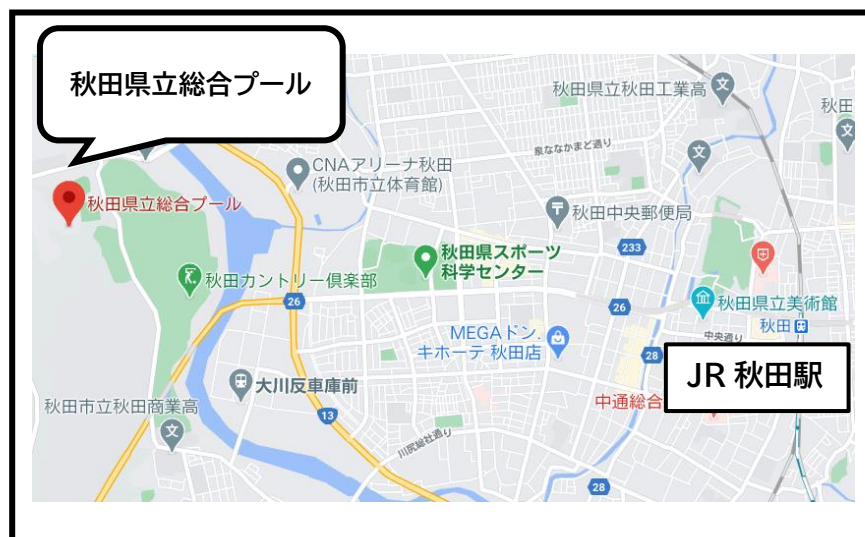 秋田県立総合プール
秋田県立秋田工業高
文
秋田
文
泉ななかまど通り
文
CNAアリーナ秋田
(秋田市立体育館)
秋田県立総合プール
秋田中央郵便局
233
秋田県スポーツ
科学センター
秋田カントリー倶楽部
26
26
秋田県立美術館
中央通り
秋田
MEGAドン.
キホーテ 秋田店
28
JR 秋田駅
大川反車庫前
中通総合
秋田市立秋田商業高
文
13
川尻総社通り
28
28